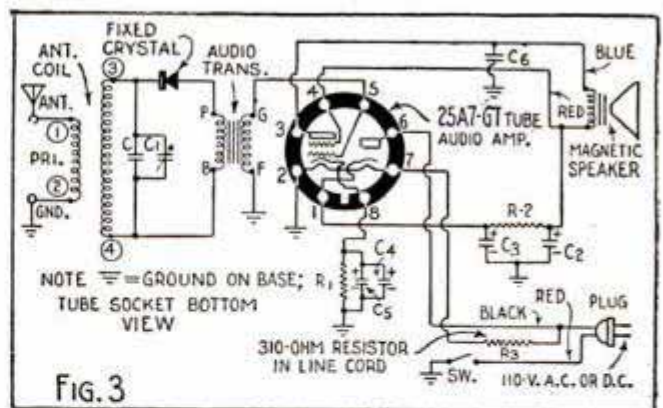 ANT. COIL
FIXED CRYSTAL
AUDIO TRANS.
ANT.
PRI.
GND.
1
2
3
4
C
C1
P
B
G
F
4
5
3
6
2
7
1
8
25A7-GT TUBE
AUDIO AMP.
C6
BLUE
RED
MAGNETIC SPEAKER
R-2
C3
C2
C4
C5
R1
NOTE = GROUND ON BASE;
TUBE SOCKET BOTTOM
VIEW
310-OHM RESISTOR
IN LINE CORD
BLACK
RED
PLUG
R3
SW.
110-V. A.C. OR D.C.
FIG. 3